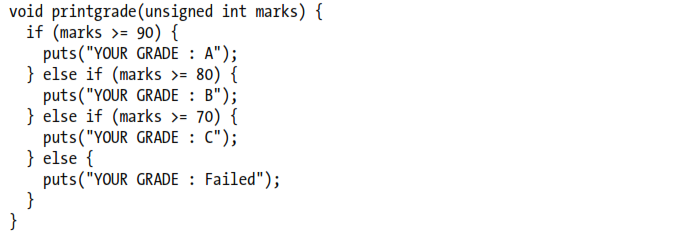 void printgrade(unsigned int marks) {
  if (marks >= 90) {
    puts("YOUR GRADE : A");
  } else if (marks >= 80) {
    puts("YOUR GRADE : B");
  } else if (marks >= 70) {
    puts("YOUR GRADE : C");
  } else {
    puts("YOUR GRADE : Failed");
  }
}